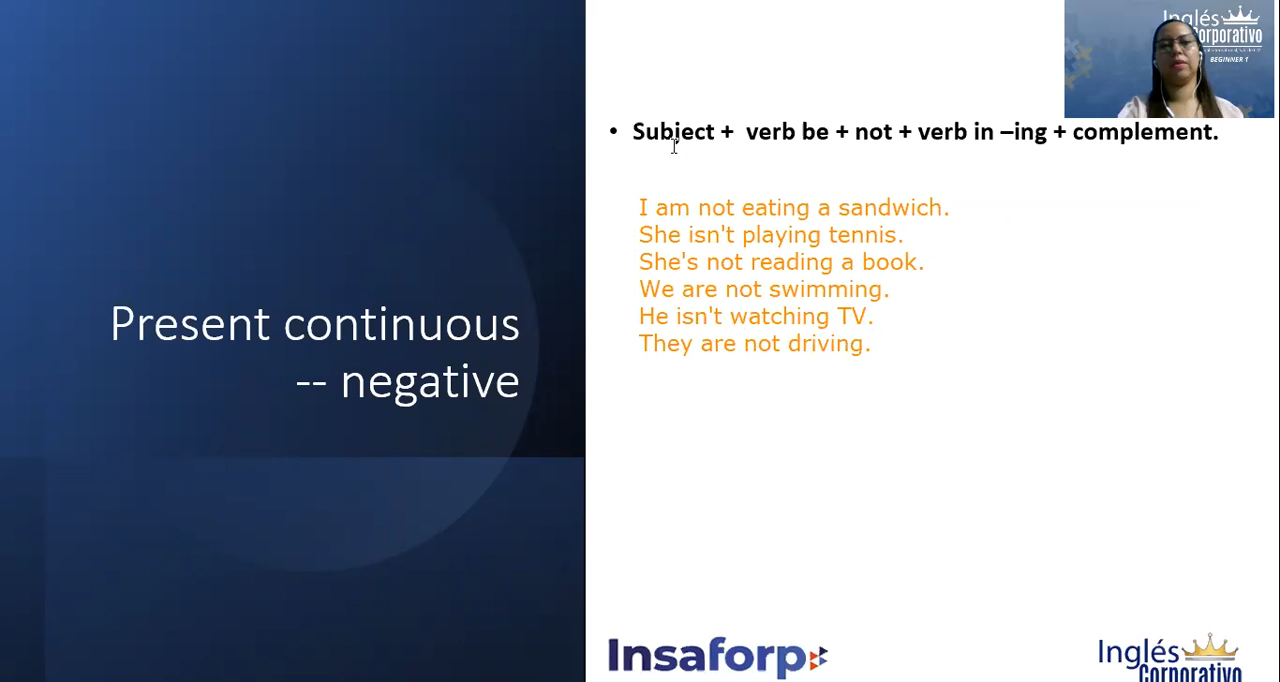 Inglés
Corporativo
BEGINNER 1
• Subject +  verb be + not + verb in –ing + complement.
I am not eating a sandwich.
She isn't playing tennis.
She's not reading a book.
We are not swimming.
He isn't watching TV.
They are not driving.
Present continuous
-- negative
Insaforp
Inglés
Corporativo